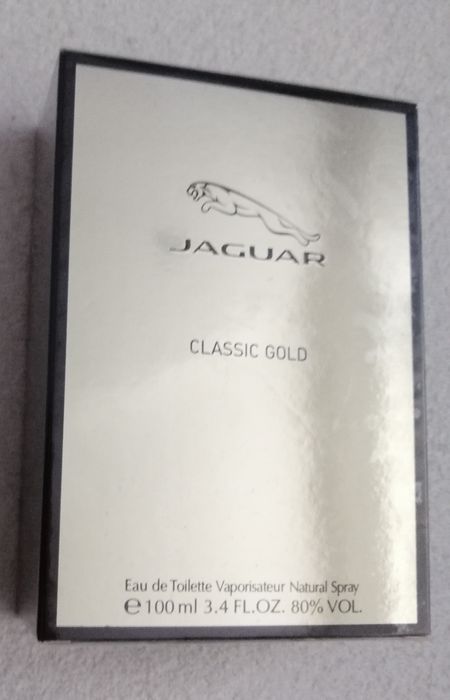 JAGUAR
CLASSIC GOLD
Eau de Toilette Vaporisateur Natural Spray
℮ 100 ml 3.4 FL.OZ. 80% VOL.